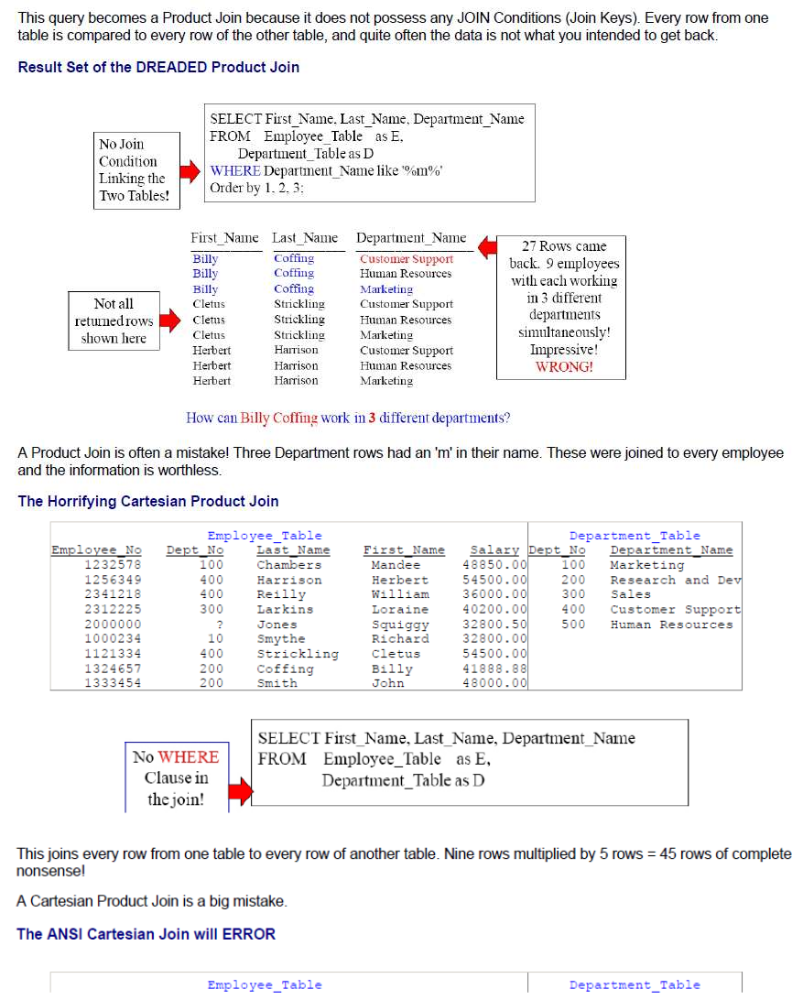 This query becomes a Product Join because it does not possess any JOIN Conditions (Join Keys). Every row from one
table is compared to every row of the other table, and quite often the data is not what you intended to get back.
Result Set of the DREADED Product Join
No Join
Condition
Linking the
Two Tables!
SELECT First_Name, Last_Name, Department_Name
FROM Employee_Table as E,
Department_Table as D
WHERE Department_Name like '%m%'
Order by 1, 2, 3;
First_Name Last_Name Department_Name
Billy Coffing Customer Support
Billy Coffing Human Resources
Billy Coffing Marketing
Cletus Strickling Customer Support
Cletus Strickling Human Resources
Cletus Strickling Marketing
Herbert Harrison Customer Support
Herbert Harrison Human Resources
Herbert Harrison Marketing
Not all
returned rows
shown here
27 Rows came
back. 9 employees
with each working
in 3 different
departments
simultaneously!
Impressive!
WRONG!
How can Billy Coffing work in 3 different departments?
A Product Join is often a mistake! Three Department rows had an 'm' in their name. These were joined to every employee
and the information is worthless.
The Horrifying Cartesian Product Join
Employee_Table Department_Table
Employee_No Dept_No Last_Name First_Name Salary Dept_No Department_Name
1232578 100 Chambers Mandee 48850.00 100 Marketing
1256349 400 Harrison Herbert 54500.00 200 Research and Dev
2341218 400 Reilly William 36000.00 300 Sales
2312225 300 Larkins Loraine 40200.00 400 Customer Support
2000000 ? Jones Squiggy 32800.50 500 Human Resources
1000234 10 Smythe Richard 32800.00
1121334 400 Strickling Cletus 54500.00
1324657 200 Coffing Billy 41888.88
1333454 200 Smith John 48000.00
No WHERE
Clause in
the join!
SELECT First_Name, Last_Name, Department_Name
FROM Employee_Table as E,
Department_Table as D
This joins every row from one table to every row of another table. Nine rows multiplied by 5 rows = 45 rows of complete
nonsense!
A Cartesian Product Join is a big mistake.
The ANSI Cartesian Join will ERROR
Employee_Table Department_Table